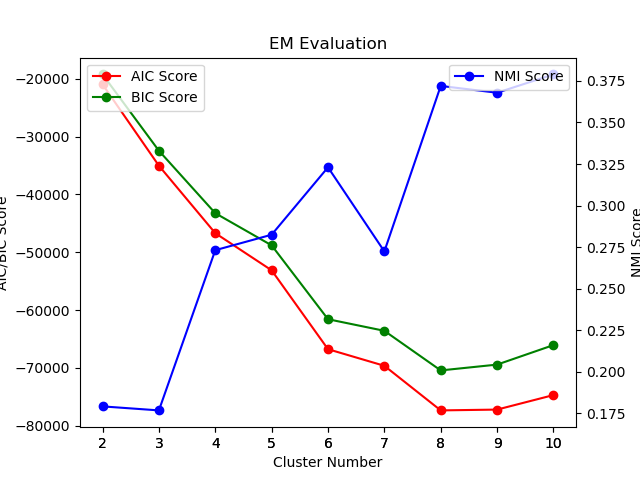 EM Evaluation
AIC Score
BIC Score
NMI Score
−20000
−30000
−40000
−50000
−60000
−70000
−80000
AIC/BIC Score
0.375
0.350
0.325
0.300
0.275
0.250
0.225
0.200
0.175
NMI Score
2 3 4 5 6 7 8 9 10
Cluster Number